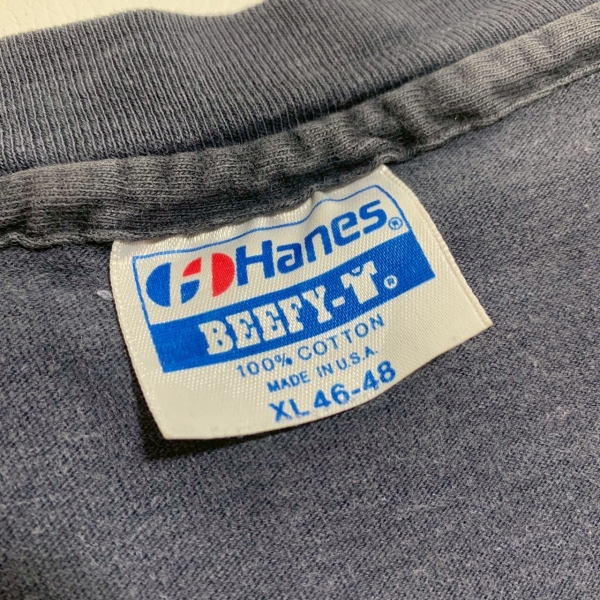 Hanes®
BEEFY-T®
100% COTTON
MADE IN U.S.A.
XL 46-48